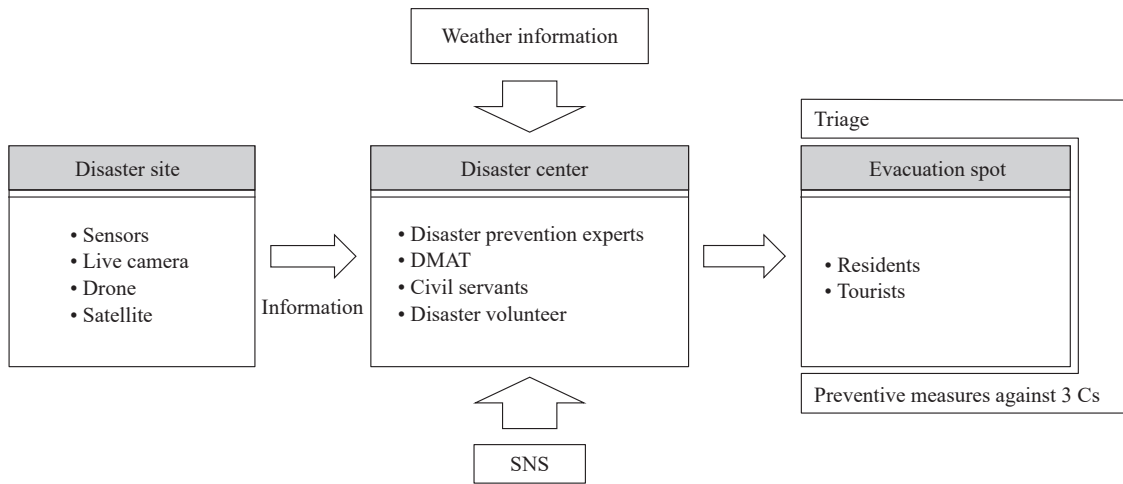 Weather information
Triage
Disaster site
Disaster center
Evacuation spot
• Sensors
• Live camera
• Drone
• Satellite
Information
• Disaster prevention experts
• DMAT
• Civil servants
• Disaster volunteer
• Residents
• Tourists
Preventive measures against 3 Cs
SNS